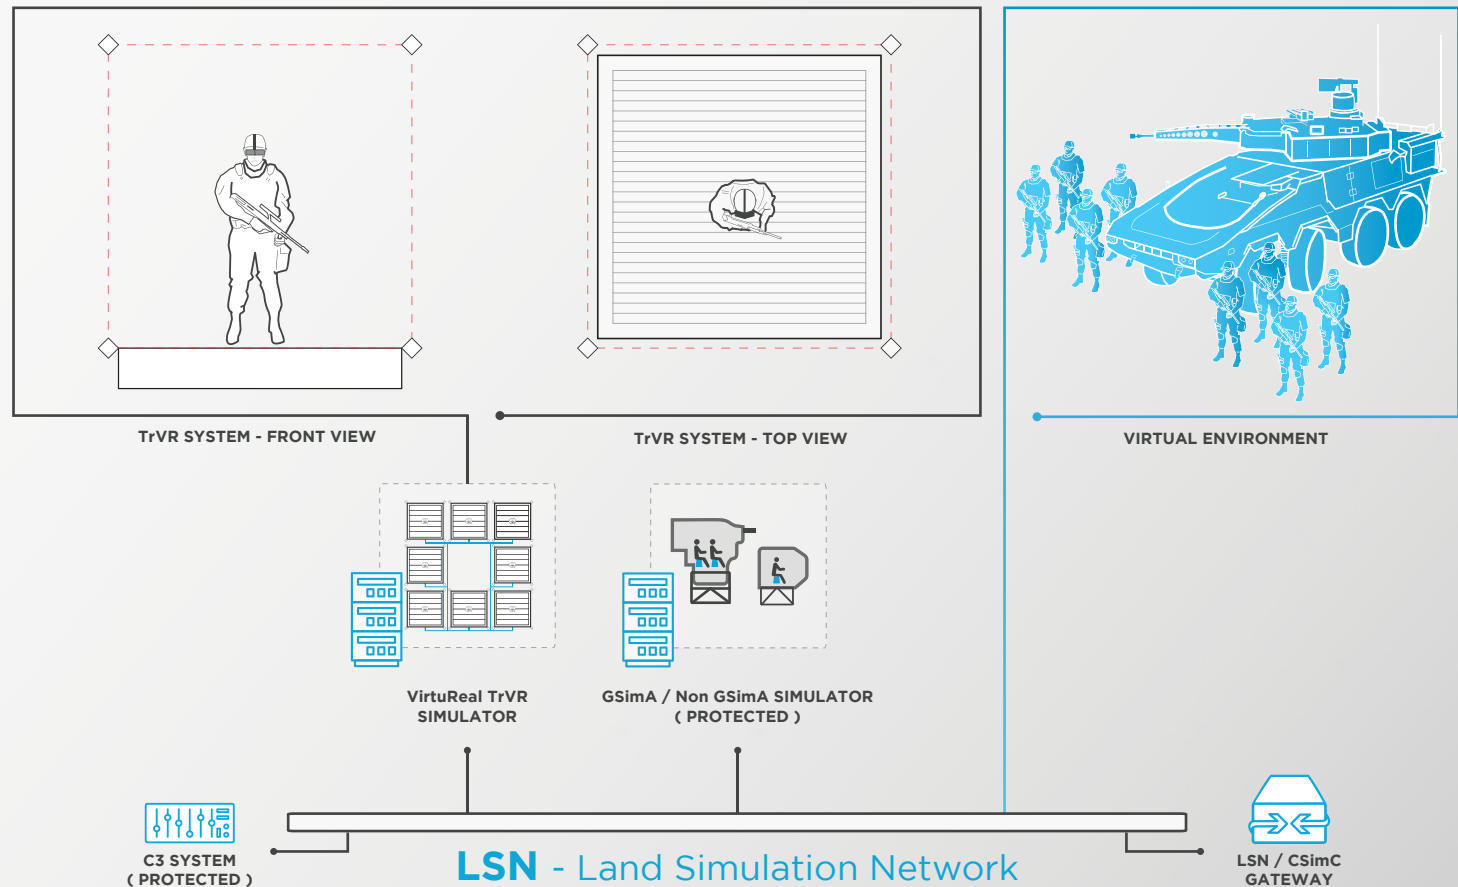 TrVR SYSTEM - FRONT VIEW
TrVR SYSTEM - TOP VIEW
VIRTUAL ENVIRONMENT
VirtuReal TrVR
SIMULATOR
GSimA / Non GSimA SIMULATOR
( PROTECTED )
C3 SYSTEM
( PROTECTED )
LSN - Land Simulation Network
LSN / CSimC
GATEWAY